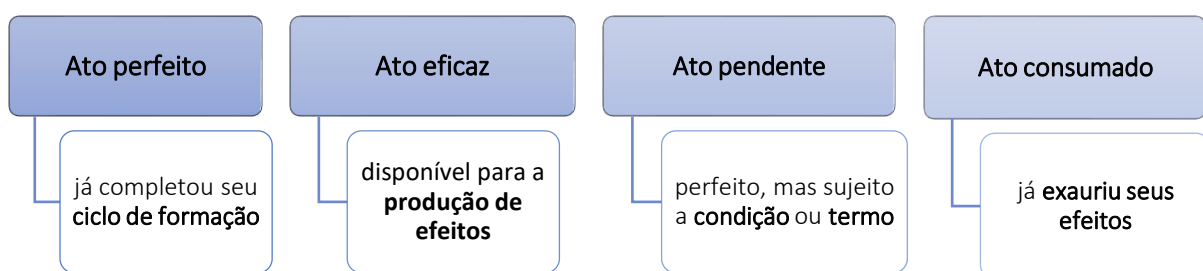 Ato perfeito
já completou seu
ciclo de formação
Ato eficaz
disponível para a
produção de
efeitos
Ato pendente
perfeito, mas sujeito
a condição ou termo
Ato consumado
já exauriu seus
efeitos